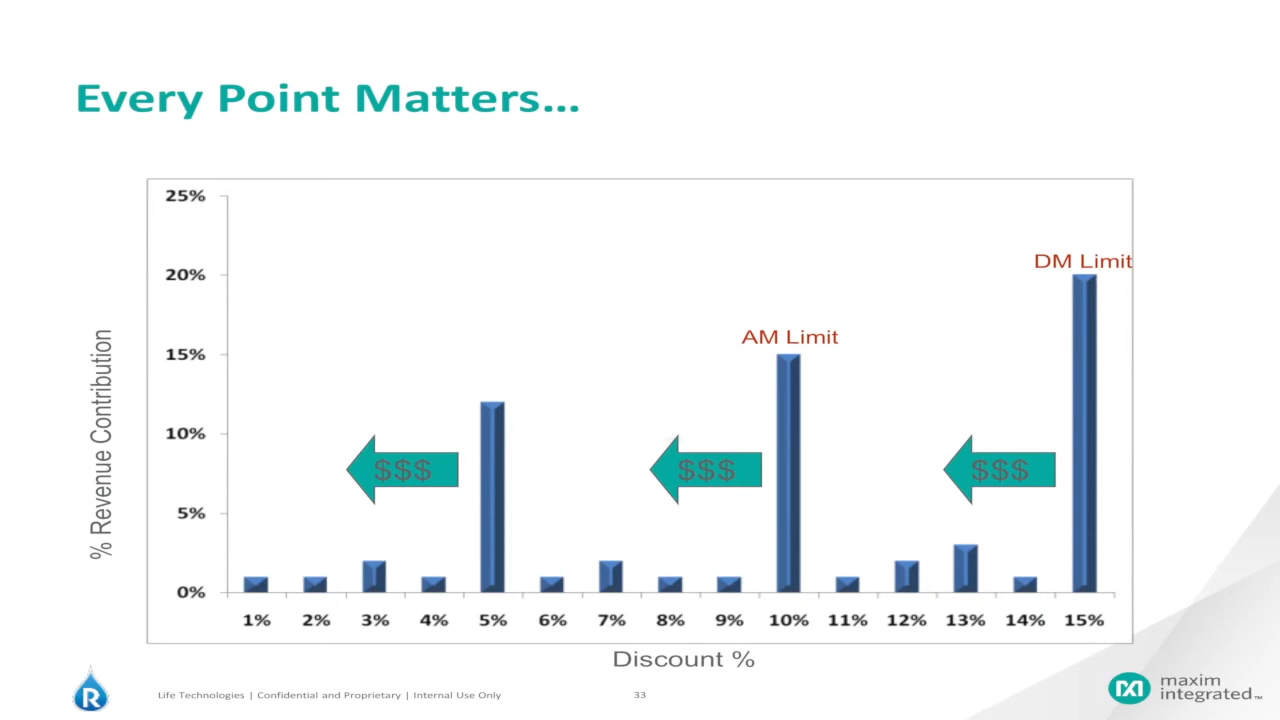 Every Point Matters...
25%
DM Limit
20%
AM Limit
15%
% Revenue Contribution
10%
$$$ $$$ $$$
5%
0%
1% 2% 3% 4% 5% 6% 7% 8% 9% 10% 11% 12% 13% 14% 15%
Discount %
R
Life Technologies | Confidential and Proprietary | Internal Use Only
33
maxim
integrated™